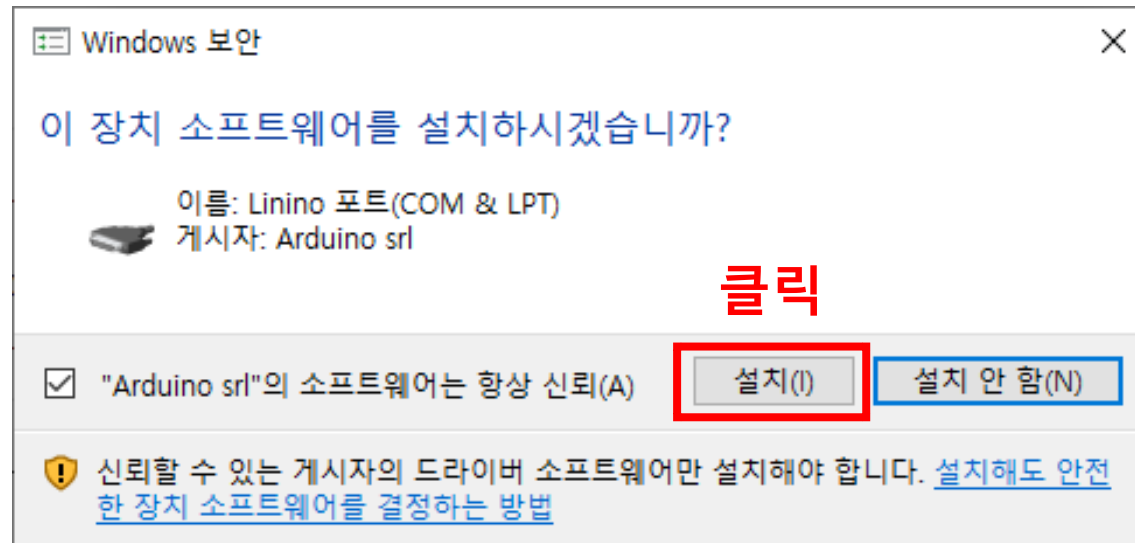 Windows 보안
이 장치 소프트웨어를 설치하시겠습니까?
이름: Linino 포트(COM & LPT)
게시자: Arduino srl
클릭
"Arduino srl"의 소프트웨어는 항상 신뢰(A)
설치(I)
설치 안 함(N)
신뢰할 수 있는 게시자의 드라이버 소프트웨어만 설치해야 합니다. 설치해도 안전
한 장치 소프트웨어를 결정하는 방법